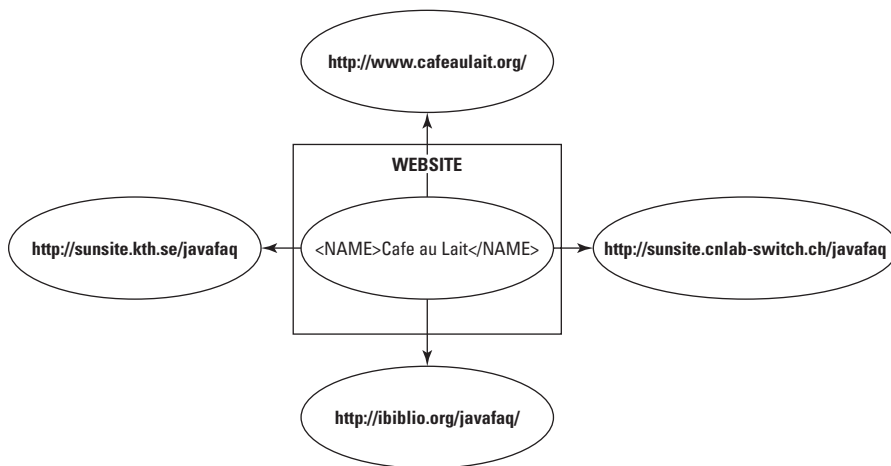 http://www.cafeaulait.org/
WEBSITE
http://sunsite.kth.se/javafaq
<NAME>Cafe au Lait</NAME>
http://sunsite.cnlab-switch.ch/javafaq
http://ibiblio.org/javafaq/